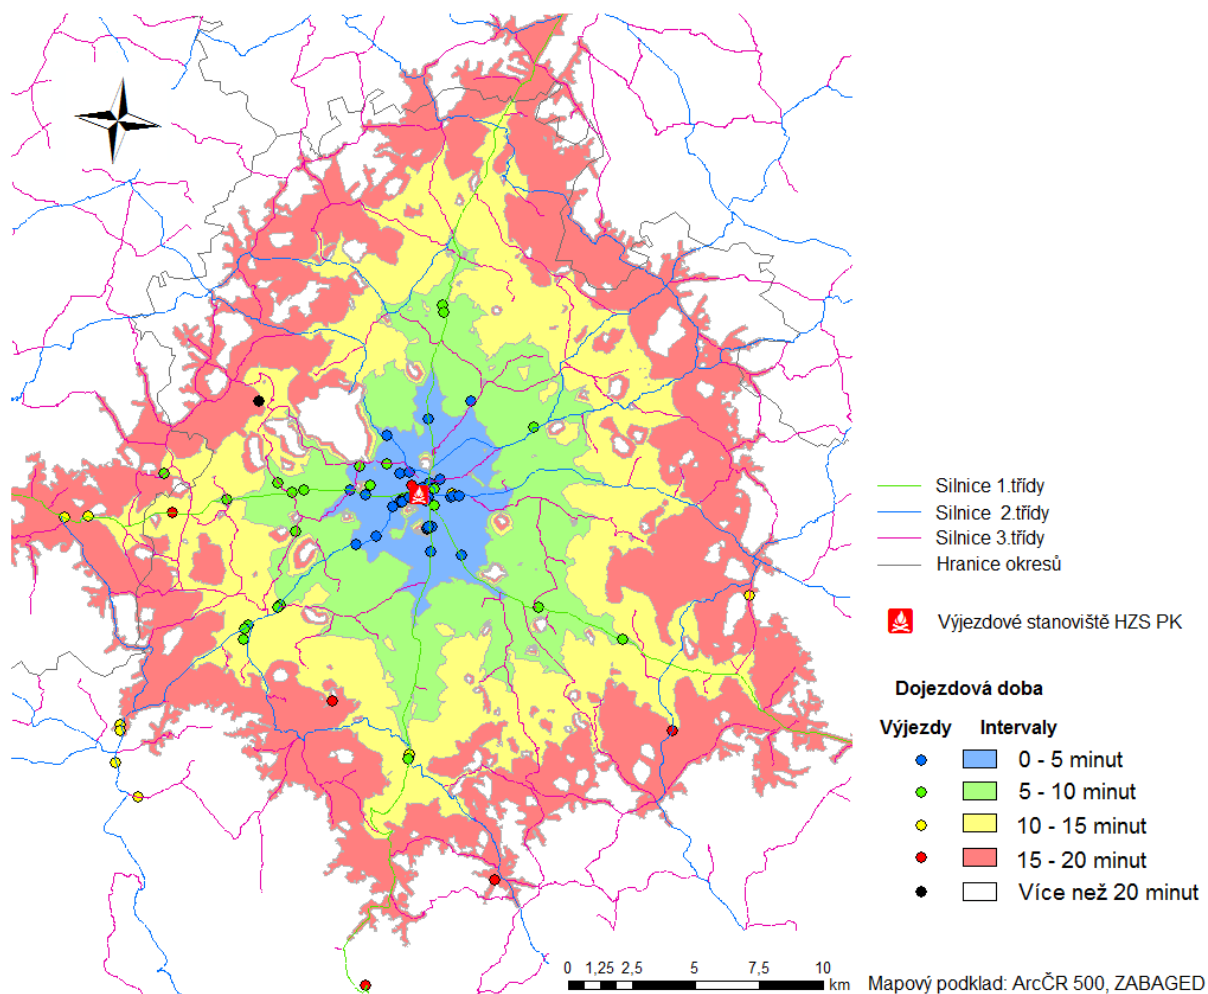 Silnice 1.třídy
Silnice 2.třídy
Silnice 3.třídy
Hranice okresů
Výjezdové stanoviště HZS PK
Dojezdová doba
Výjezdy Intervaly
0 - 5 minut
5 - 10 minut
10 - 15 minut
15 - 20 minut
Více než 20 minut
0 1,25 2,5 5 7,5 10
km
Mapový podklad: ArcČR 500, ZABAGED